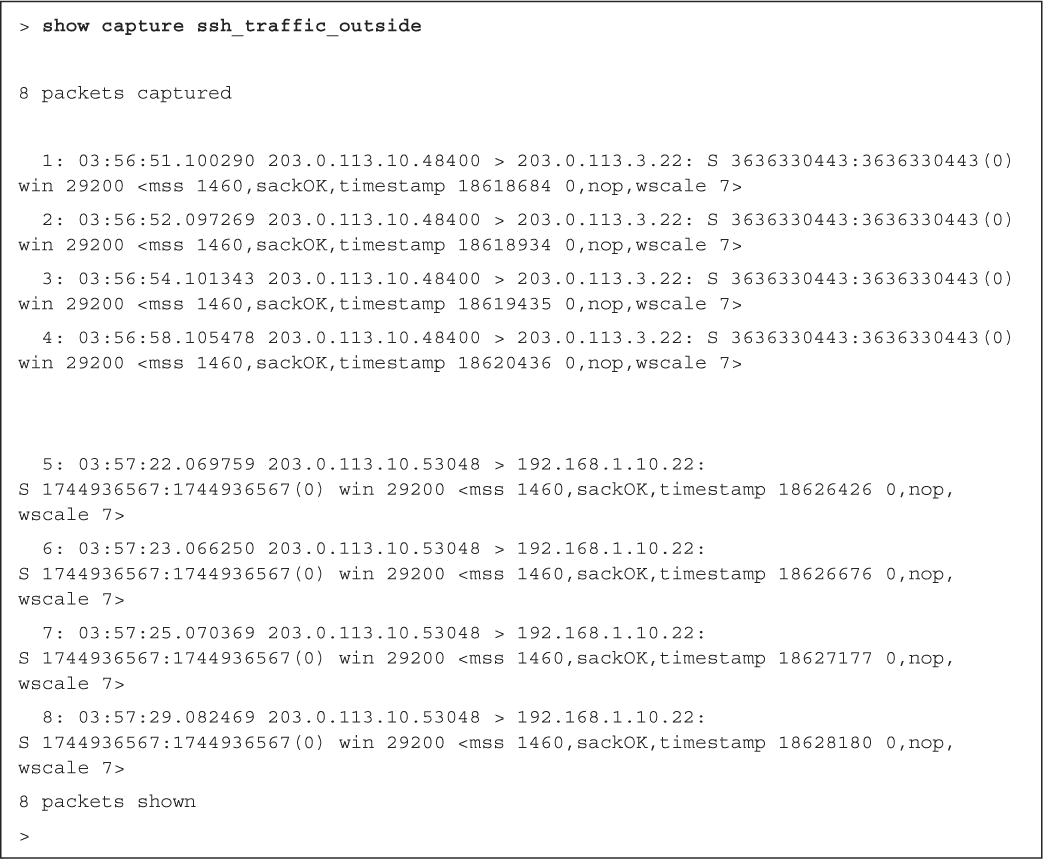 > show capture ssh_traffic_outside
8 packets captured
1: 03:56:51.100290 203.0.113.10.48400 > 203.0.113.3.22: S 3636330443:3636330443(0)
win 29200 <mss 1460,sackOK,timestamp 18618684 0,nop,wscale 7>
2: 03:56:52.097269 203.0.113.10.48400 > 203.0.113.3.22: S 3636330443:3636330443(0)
win 29200 <mss 1460,sackOK,timestamp 18618934 0,nop,wscale 7>
3: 03:56:54.101343 203.0.113.10.48400 > 203.0.113.3.22: S 3636330443:3636330443(0)
win 29200 <mss 1460,sackOK,timestamp 18619435 0,nop,wscale 7>
4: 03:56:58.105478 203.0.113.10.48400 > 203.0.113.3.22: S 3636330443:3636330443(0)
win 29200 <mss 1460,sackOK,timestamp 18620436 0,nop,wscale 7>
5: 03:57:22.069759 203.0.113.10.53048 > 192.168.1.10.22:
S 1744936567:1744936567(0) win 29200 <mss 1460,sackOK,timestamp 18626426 0,nop,
wscale 7>
6: 03:57:23.066250 203.0.113.10.53048 > 192.168.1.10.22:
S 1744936567:1744936567(0) win 29200 <mss 1460,sackOK,timestamp 18626676 0,nop,
wscale 7>
7: 03:57:25.070369 203.0.113.10.53048 > 192.168.1.10.22:
S 1744936567:1744936567(0) win 29200 <mss 1460,sackOK,timestamp 18627177 0,nop,
wscale 7>
8: 03:57:29.082469 203.0.113.10.53048 > 192.168.1.10.22:
S 1744936567:1744936567(0) win 29200 <mss 1460,sackOK,timestamp 18628180 0,nop,
wscale 7>
8 packets shown
>